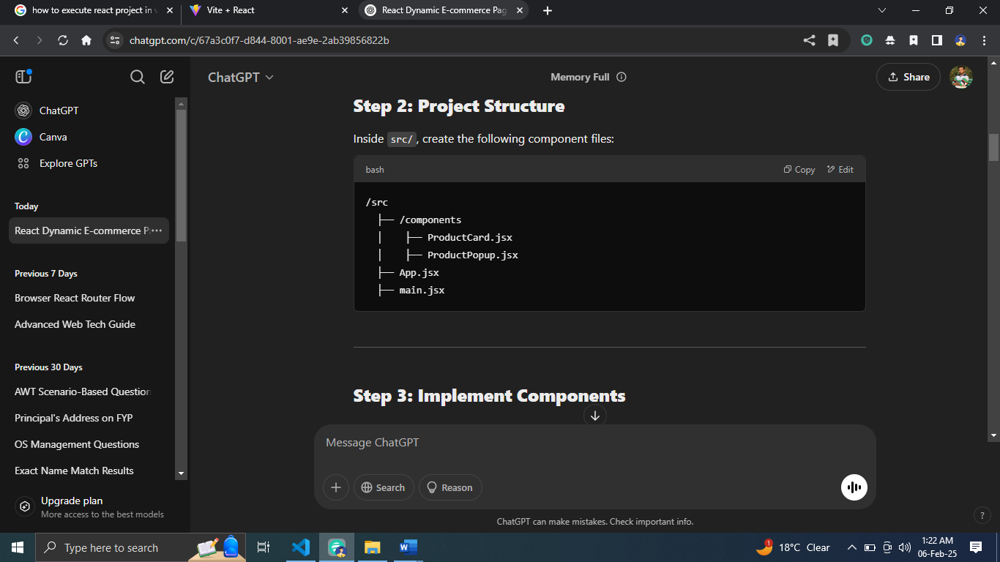 how to execute react project in v
Vite + React
React Dynamic E-commerce Pag
chatgpt.com/c/67a3c0f7-d844-8001-ae9e-2ab39856822b
ChatGPT
Memory Full
Share
ChatGPT
Canva
Explore GPTs
Today
React Dynamic E-commerce P
Previous 7 Days
Browser React Router Flow
Advanced Web Tech Guide
Previous 30 Days
AWT Scenario-Based Question
Principal's Address on FYP
OS Management Questions
Exact Name Match Results
Upgrade plan
More access to the best models
Step 2: Project Structure
Inside src/, create the following component files:
bash
Copy
Edit
/src
├── /components
│   ├── ProductCard.jsx
│   ├── ProductPopup.jsx
├── App.jsx
├── main.jsx
Step 3: Implement Components
Message ChatGPT
Search
Reason
ChatGPT can make mistakes. Check important info.
?
Type here to search
1
18°C Clear
1:22 AM
06-Feb-25